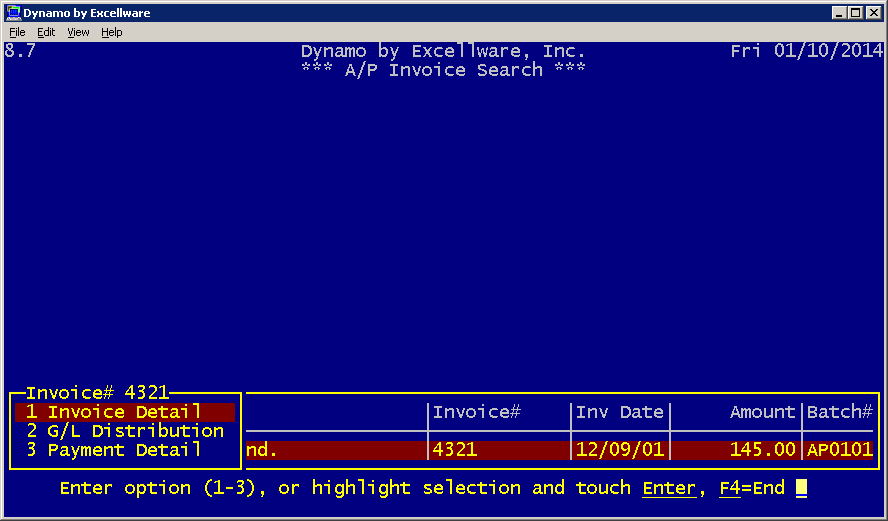 Dynamo by Excellware
File Edit View Help
8.7 Dynamo by Excellware, Inc. Fri 01/10/2014
*** A/P Invoice Search ***
Invoice# 4321
1 Invoice Detail Invoice# Inv Date Amount Batch#
2 G/L Distribution
3 Payment Detail nd. 4321 12/09/01 145.00 AP0101
Enter option (1-3), or highlight selection and touch Enter, F4=End